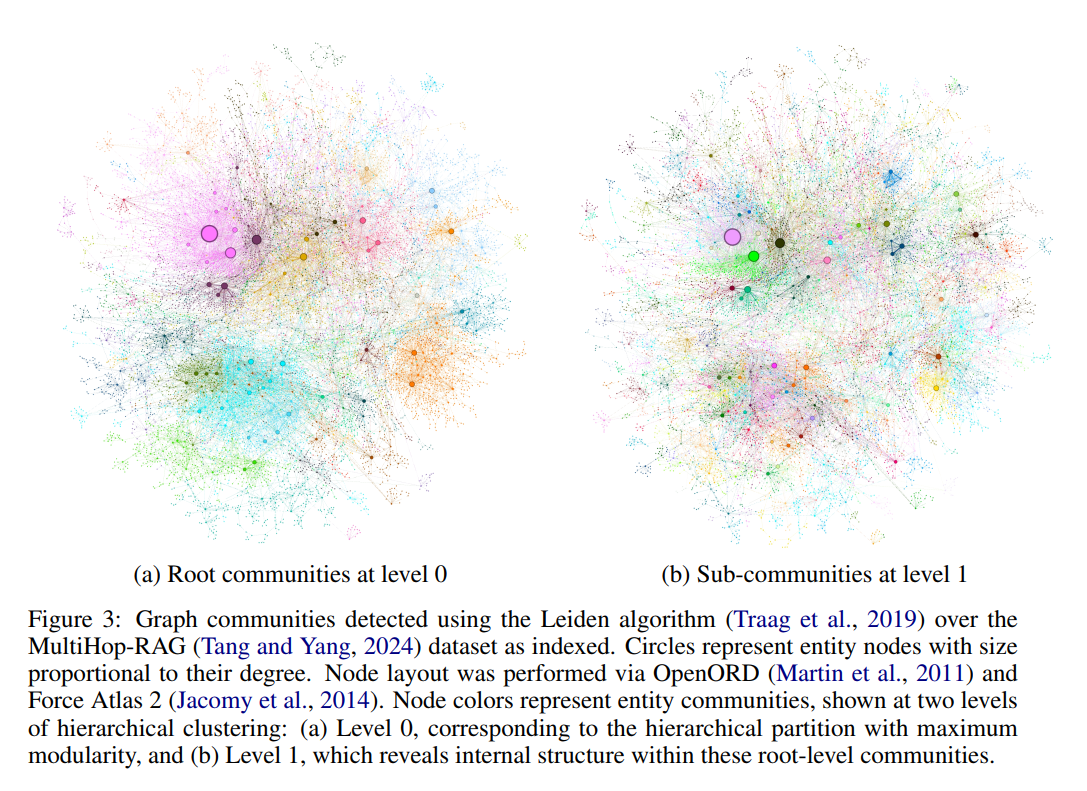 (a) Root communities at level 0
(b) Sub-communities at level 1
Figure 3: Graph communities detected using the Leiden algorithm (Traag et al., 2019) over the
MultiHop-RAG (Tang and Yang, 2024) dataset as indexed. Circles represent entity nodes with size
proportional to their degree. Node layout was performed via OpenORD (Martin et al., 2011) and
Force Atlas 2 (Jacomy et al., 2014). Node colors represent entity communities, shown at two levels
of hierarchical clustering: (a) Level 0, corresponding to the hierarchical partition with maximum
modularity, and (b) Level 1, which reveals internal structure within these root-level communities.